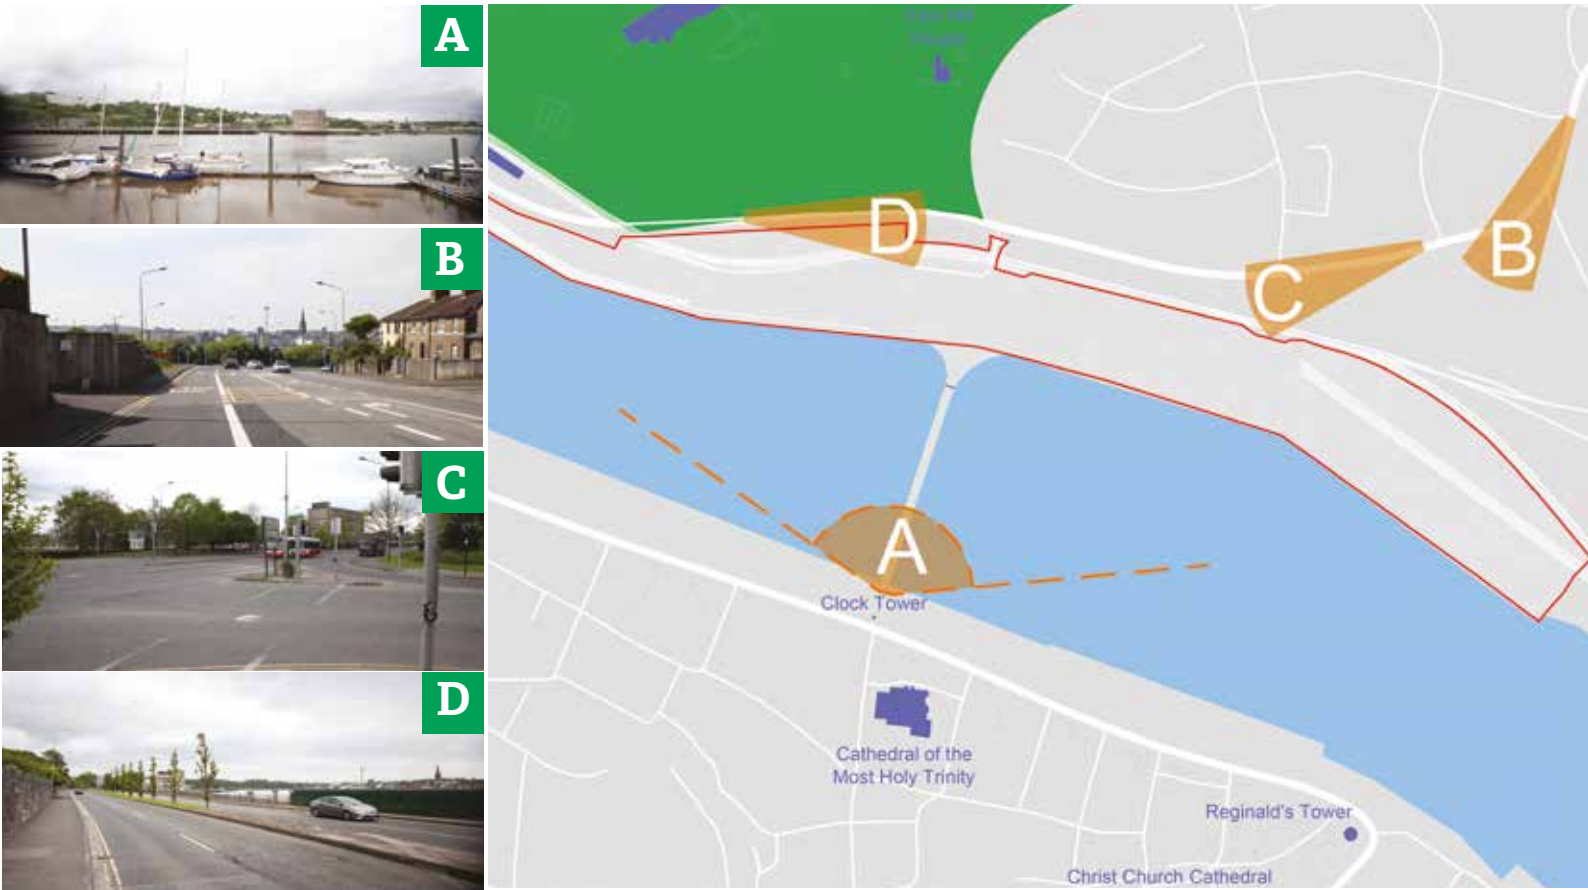 A
B
C
D
D
B
C
A
Clock Tower
Cathedral of the
Most Holy Trinity
Reginald's Tower
Christ Church Cathedral